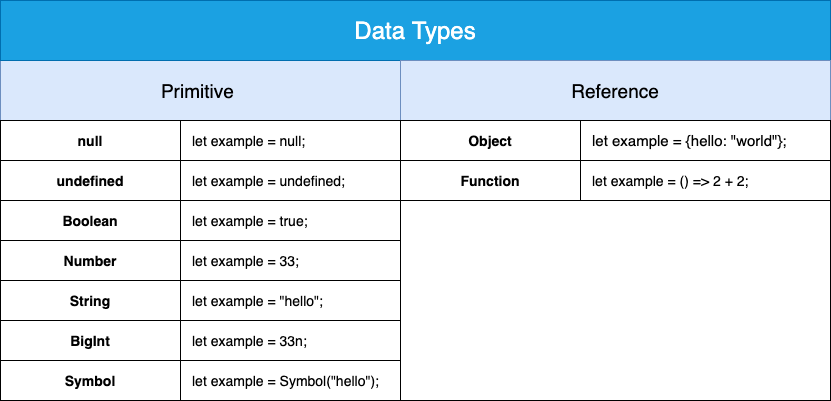 Data Types
Primitive Reference
null let example = null; Object let example = {hello: "world"};
undefined let example = undefined; Function let example = () => 2 + 2;
Boolean let example = true;
Number let example = 33;
String let example = "hello";
BigInt let example = 33n;
Symbol let example = Symbol("hello");